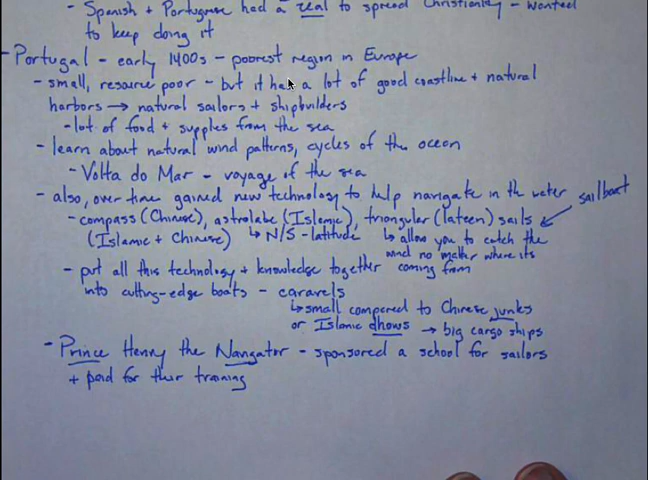 - Spanish + Portuguese had a zeal to spread Christianity - wanted
to keep doing it
- Portugal - early 1400s - poorest region in Europe
- small, resource poor - but it had a lot of good coastline + natural
harbors → natural sailors + shipbuilders
- lot of food + supplies from the sea
- learn about natural wind patterns, cycles of the ocean
- Volta do Mar - voyage of the sea
- also, over time gained new technology to help navigate in the water
sailboat
- compass (Chinese), astrolabe (Islamic), triangular (lateen) sails
(Islamic + Chinese) ↳ N/S - latitude ↳ allow you to catch the
wind no matter where its
coming from
- put all this technology + knowledge together
into cutting-edge boats - caravels
↳ small compared to Chinese junks
or Islamic dhows → big cargo ships
- Prince Henry the Navigator - sponsored a school for sailors
+ paid for their training